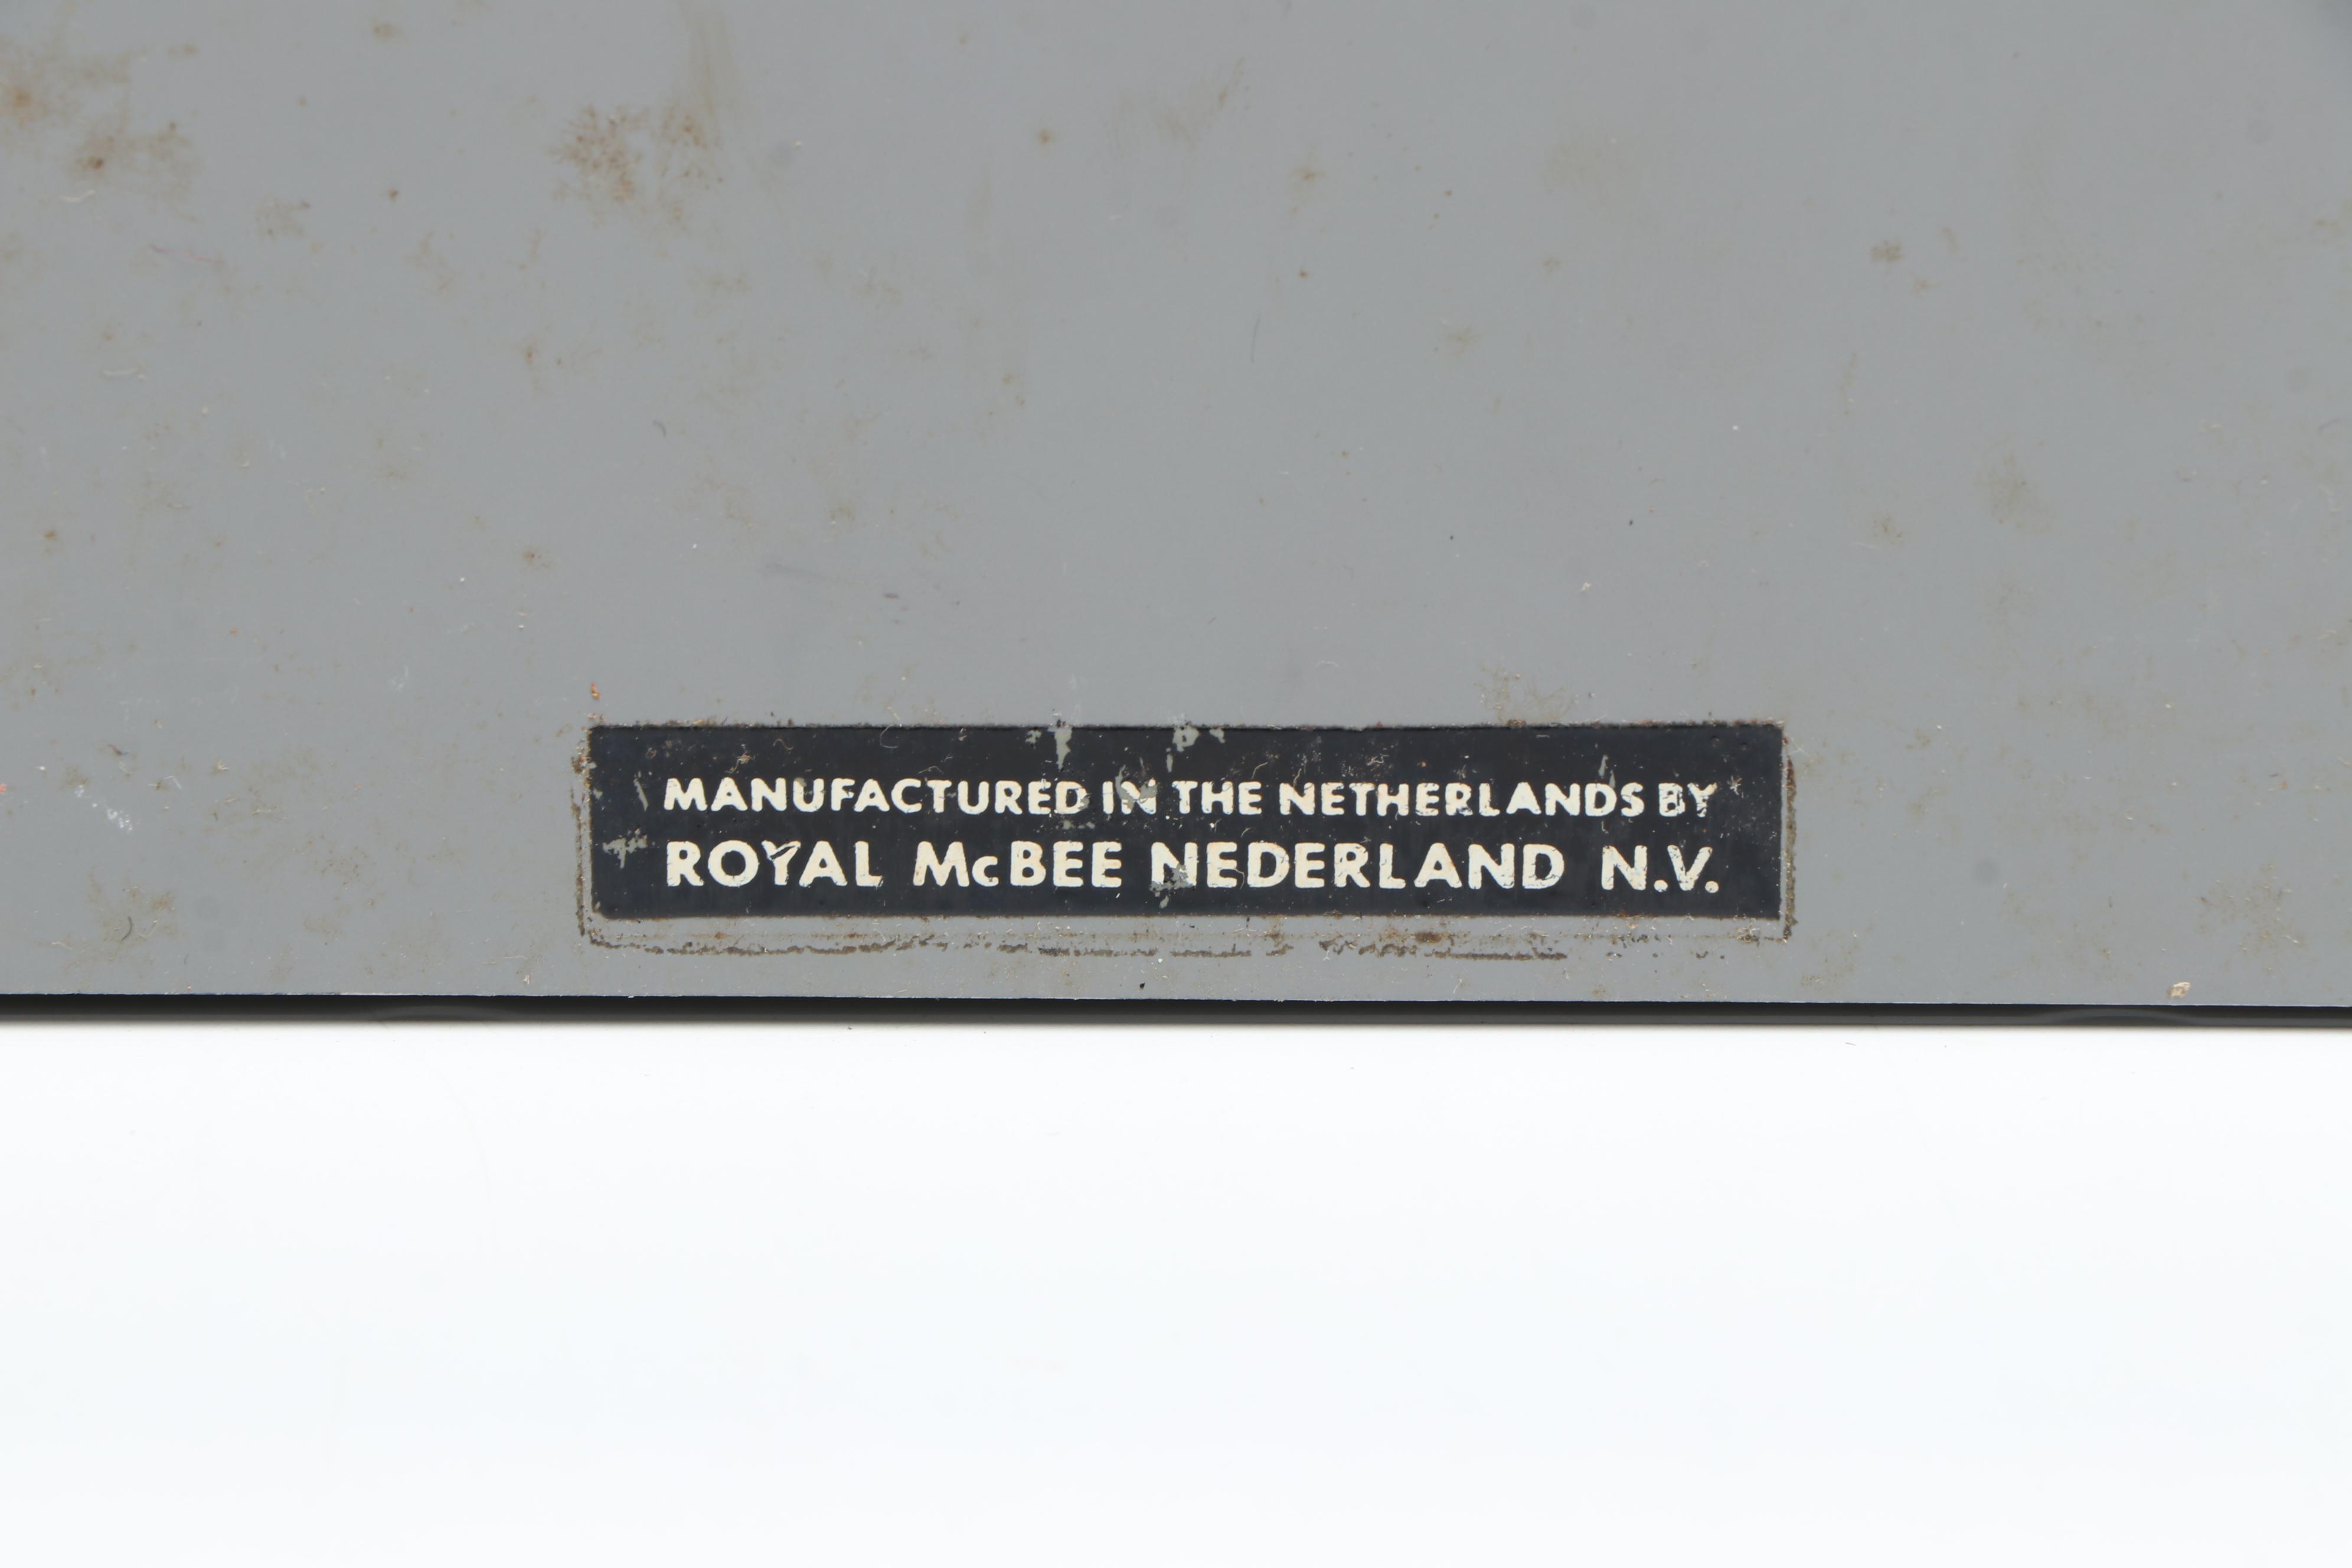 MANUFACTURED IN THE NETHERLANDS BY
ROYAL McBEE NEDERLAND N.V.